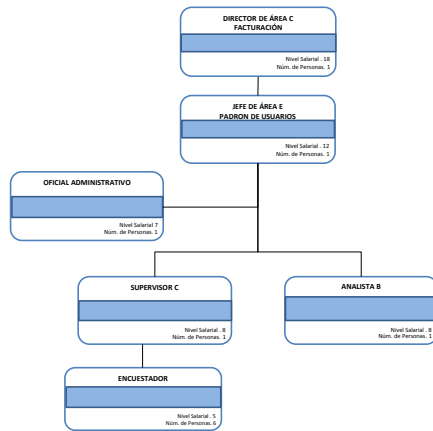 DIRECTOR DE ÁREA C
FACTURACIÓN
Nivel Salarial . 18
Núm. de Personas. 1
JEFE DE ÁREA E
PADRON DE USUARIOS
Nivel Salarial . 12
Núm. de Personas. 1
OFICIAL ADMINISTRATIVO
Nivel Salarial 7
Núm. de Personas. 1
SUPERVISOR C
Nivel Salarial . 8
Núm. de Personas. 1
ANALISTA B
Nivel Salarial . 8
Núm. de Personas. 1
ENCUESTADOR
Nivel Salarial . 5
Núm. de Personas. 6